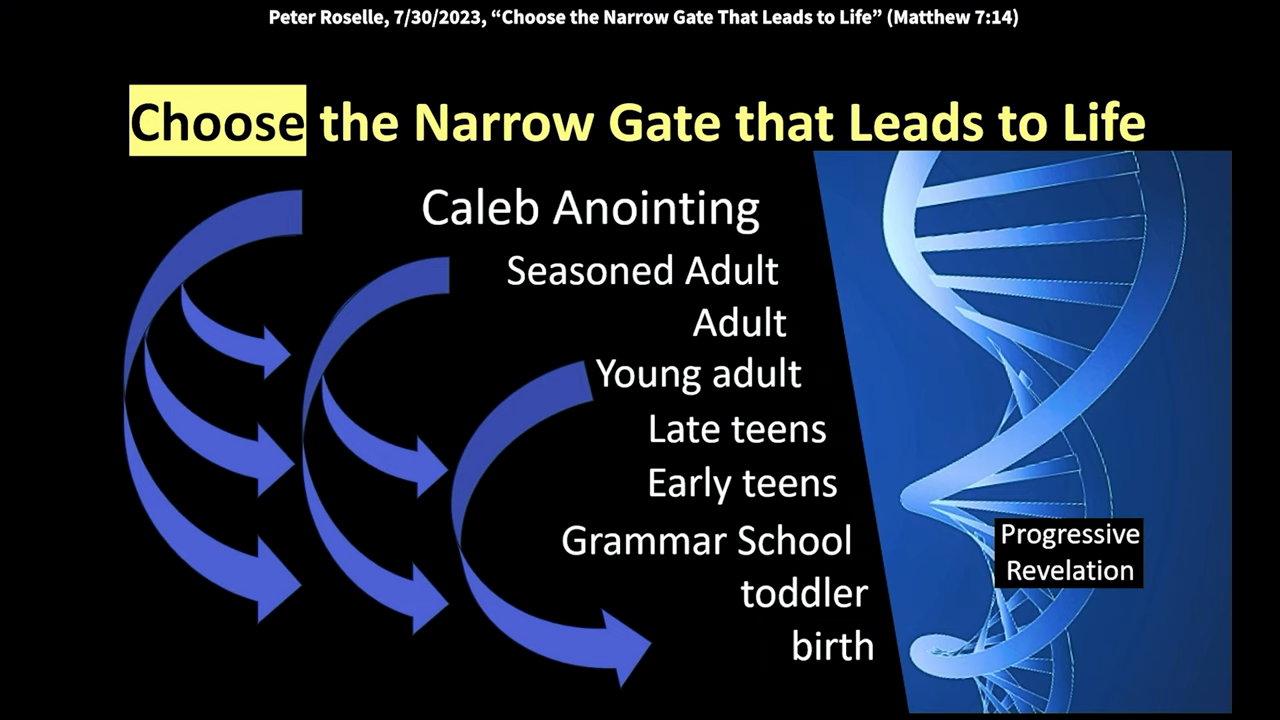 Peter Roselle, 7/30/2023, “Choose the Narrow Gate That Leads to Life” (Matthew 7:14)
Choose the Narrow Gate that Leads to Life
Caleb Anointing
Seasoned Adult
Adult
Young adult
Late teens
Early teens
Grammar School
toddler
birth
Progressive
Revelation